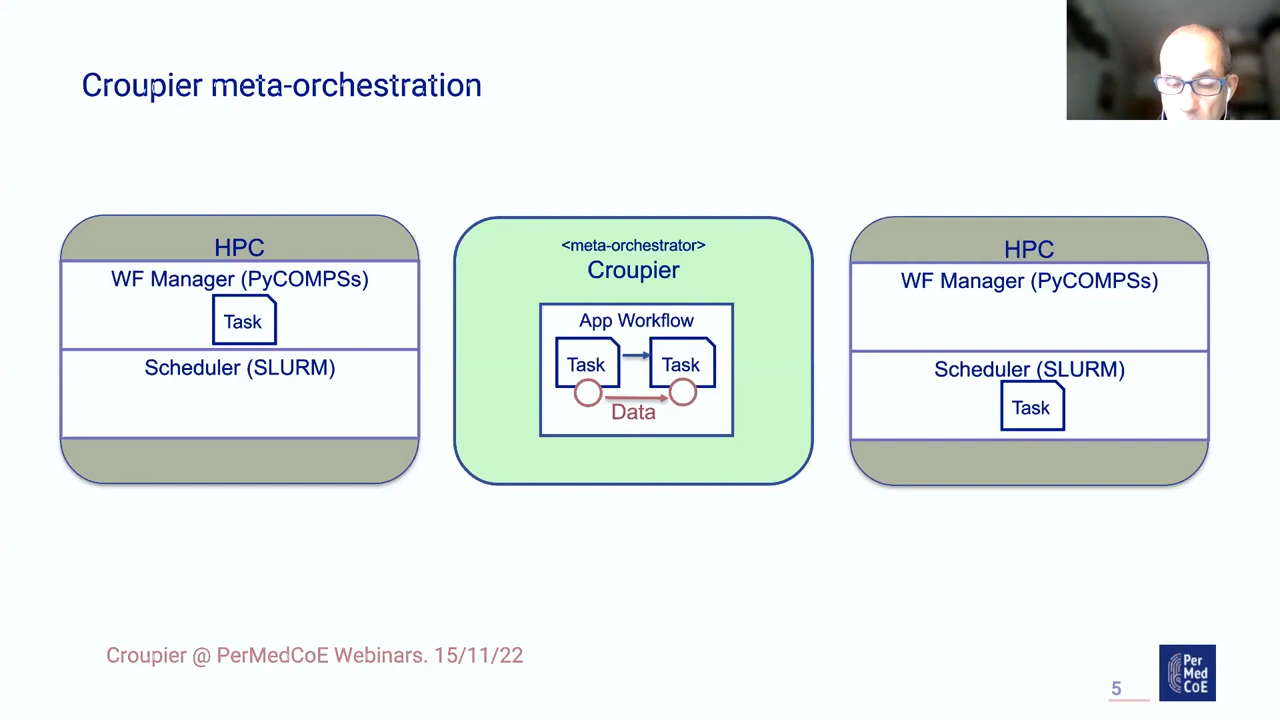 Croupier meta-orchestration
HPC
WF Manager (PyCOMPSs)
Task
Scheduler (SLURM)
<meta-orchestrator>
Croupier
App Workflow
Task
Task
Data
HPC
WF Manager (PyCOMPSs)
Scheduler (SLURM)
Task
Croupier @ PerMedCoE Webinars. 15/11/22
5
Per
Med
CoE